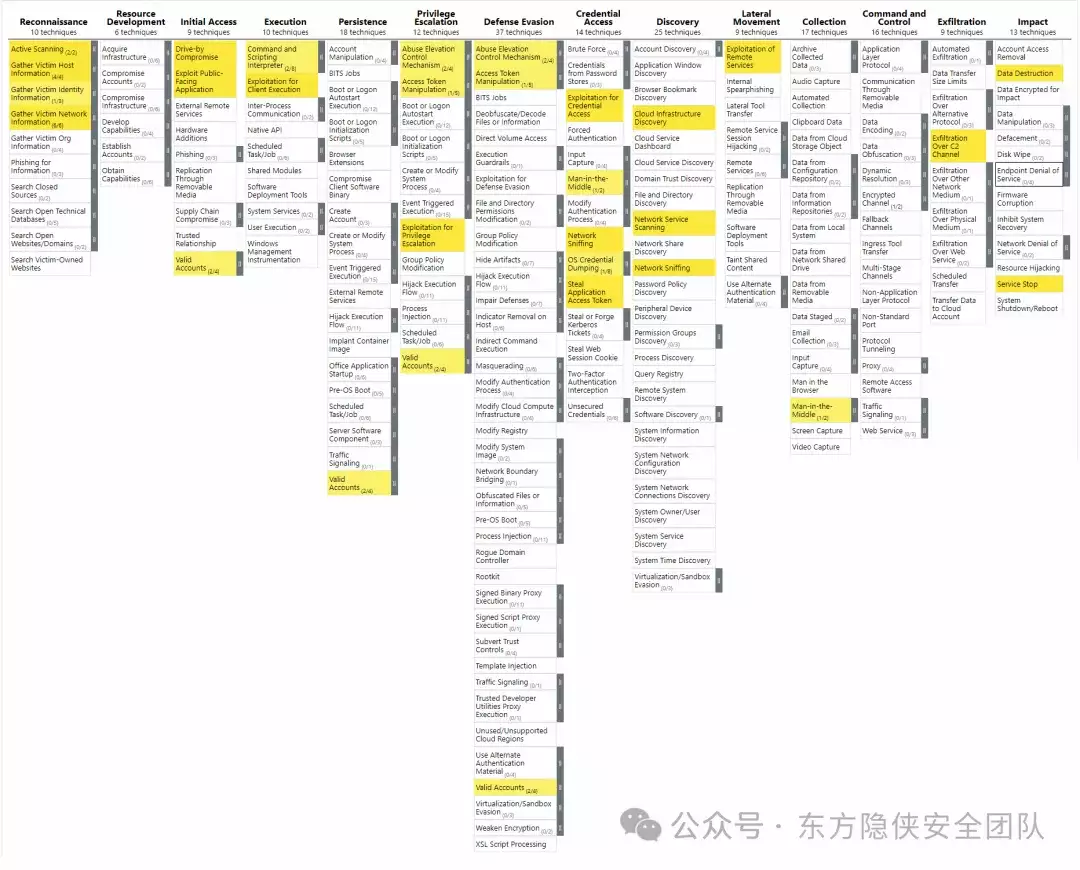 Reconnaissance
10 techniques
Active Scanning (2/2)
Gather Victim Host
Information (4/4)
Gather Victim Identity
Information (1/3)
Gather Victim Network
Information (6/6)
Gather Victim Org
Information (0/4)
Phishing for
Information (0/3)
Search Closed
Sources (0/2)
Search Open Technical
Databases (0/5)
Search Open
Websites/Domains (0/2)
Search Victim-Owned
Websites
Resource
Development
6 techniques
Acquire
Infrastructure (0/6)
Compromise
Accounts (0/2)
Compromise
Infrastructure (0/6)
Develop
Capabilities (0/4)
Establish
Accounts (0/2)
Obtain
Capabilities (0/6)
Initial Access
9 techniques
Drive-by
Compromise
Exploit Public-
Facing
Application
External Remote
Services
Hardware
Additions
Phishing (0/3)
Replication
Through
Removable
Media
Supply Chain
Compromise (0/3)
Trusted
Relationship
Valid
Accounts (2/4)
Execution
10 techniques
Command and
Scripting
Interpreter (2/8)
Exploitation for
Client Execution
Inter-Process
Communication (0/2)
Native API
Scheduled
Task/Job (0/6)
Shared Modules
Software
Deployment Tools
System Services (0/2)
User Execution (0/2)
Windows
Management
Instrumentation
Persistence
18 techniques
Account
Manipulation (0/4)
BITS Jobs
Boot or Logon
Autostart
Execution (0/12)
Boot or Logon
Initialization
Scripts (0/5)
Browser
Extensions
Compromise
Client Software
Binary
Create
Account (0/3)
Create or Modify
System
Process (0/4)
Event Triggered
Execution (0/15)
External Remote
Services
Hijack Execution
Flow (0/11)
Implant Container
Image
Office Application
Startup (0/6)
Pre-OS Boot (0/5)
Scheduled
Task/Job (0/6)
Server Software
Component (0/3)
Traffic
Signaling (0/1)
Valid
Accounts (2/4)
Privilege
Escalation
12 techniques
Abuse Elevation
Control
Mechanism (2/4)
Access Token
Manipulation (1/5)
Boot or Logon
Autostart
Execution (0/12)
Boot or Logon
Initialization
Scripts (0/5)
Create or Modify
System
Process (0/4)
Event Triggered
Execution (0/15)
Exploitation for
Privilege
Escalation
Group Policy
Modification
Hijack Execution
Flow (0/11)
Process
Injection (0/11)
Scheduled
Task/Job (0/6)
Valid
Accounts (2/4)
Defense Evasion
37 techniques
Abuse Elevation
Control Mechanism (2/4)
Access Token
Manipulation (1/5)
BITS Jobs
Deobfuscate/Decode
Files or Information
Direct Volume Access
Execution
Guardrails (0/1)
Exploitation for
Defense Evasion
File and Directory
Permissions
Modification (0/2)
Group Policy
Modification
Hide Artifacts (0/7)
Hijack Execution
Flow (0/11)
Impair Defenses (0/7)
Indicator Removal on
Host (0/6)
Indirect Command
Execution
Masquerading (0/6)
Modify Authentication
Process (0/4)
Modify Cloud Compute
Infrastructure (0/4)
Modify Registry
Modify System
Image (0/2)
Network Boundary
Bridging (0/1)
Obfuscated Files or
Information (0/5)
Pre-OS Boot (0/5)
Process Injection (0/11)
Rogue Domain
Controller
Rootkit
Signed Binary Proxy
Execution (0/11)
Signed Script Proxy
Execution (0/1)
Subvert Trust
Controls (0/4)
Template Injection
Traffic Signaling (0/1)
Trusted Developer
Utilities Proxy
Execution (0/1)
Unused/Unsupported
Cloud Regions
Use Alternate
Authentication
Material (0/4)
Valid Accounts (2/4)
Virtualization/Sandbox
Evasion (0/3)
Weaken Encryption (0/2)
XSL Script Processing
Credential
Access
14 techniques
Brute Force (0/4)
Credentials
from Password
Stores (0/3)
Exploitation for
Credential
Access
Forced
Authentication
Input
Capture (0/4)
Man-in-the-
Middle (1/2)
Modify
Authentication
Process (0/4)
Network
Sniffing
OS Credential
Dumping (1/8)
Steal
Application
Access Token
Steal or Forge
Kerberos
Tickets (0/4)
Steal Web
Session Cookie
Two-Factor
Authentication
Interception
Unsecured
Credentials (0/6)
Discovery
25 techniques
Account Discovery (0/4)
Application Window
Discovery
Browser Bookmark
Discovery
Cloud Infrastructure
Discovery
Cloud Service
Dashboard
Cloud Service Discovery
Domain Trust Discovery
File and Directory
Discovery
Network Service
Scanning
Network Share
Discovery
Network Sniffing
Password Policy
Discovery
Peripheral Device
Discovery
Permission Groups
Discovery (0/3)
Process Discovery
Query Registry
Remote System
Discovery
Software Discovery (0/1)
System Information
Discovery
System Network
Configuration
Discovery
System Network
Connections Discovery
System Owner/User
Discovery
System Service
Discovery
System Time Discovery
Virtualization/Sandbox
Evasion (0/3)
Lateral
Movement
9 techniques
Exploitation of
Remote
Services
Internal
Spearphishing
Lateral Tool
Transfer
Remote Service
Session
Hijacking (0/2)
Remote
Services (0/6)
Replication
Through
Removable
Media
Software
Deployment
Tools
Taint Shared
Content
Use Alternate
Authentication
Material (0/4)
Collection
17 techniques
Archive
Collected
Data (0/3)
Audio Capture
Automated
Collection
Clipboard Data
Data from Cloud
Storage Object
Data from
Configuration
Repository (0/2)
Data from
Information
Repositories (0/2)
Data from Local
System
Data from
Network Shared
Drive
Data from
Removable
Media
Data Staged (0/2)
Email
Collection (0/3)
Input
Capture (0/4)
Man in the
Browser
Man-in-the-
Middle (1/2)
Screen Capture
Video Capture
Command and
Control
16 techniques
Application
Layer
Protocol (0/4)
Communication
Through
Removable
Media
Data
Encoding (0/2)
Data
Obfuscation (0/3)
Dynamic
Resolution (0/3)
Encrypted
Channel (1/2)
Fallback
Channels
Ingress Tool
Transfer
Multi-Stage
Channels
Non-Application
Layer Protocol
Non-Standard
Port
Protocol
Tunneling
Proxy (0/4)
Remote Access
Software
Traffic
Signaling (0/1)
Web Service (0/3)
Exfiltration
9 techniques
Automated
Exfiltration (0/1)
Data Transfer
Size Limits
Exfiltration
Over
Alternative
Protocol (0/3)
Exfiltration
Over C2
Channel
Exfiltration
Over Other
Network
Medium (0/1)
Exfiltration
Over Physical
Medium (0/1)
Exfiltration
Over Web
Service (0/2)
Scheduled
Transfer
Transfer Data
to Cloud
Account
Impact
13 techniques
Account Access
Removal
Data Destruction
Data Encrypted for
Impact
Data
Manipulation (0/3)
Defacement (0/2)
Disk Wipe (0/2)
Endpoint Denial of
Service (0/4)
Firmware
Corruption
Inhibit System
Recovery
Network Denial of
Service (0/2)
Resource Hijacking
Service Stop
System
Shutdown/Reboot
公众号 · 东方隐侠安全团队